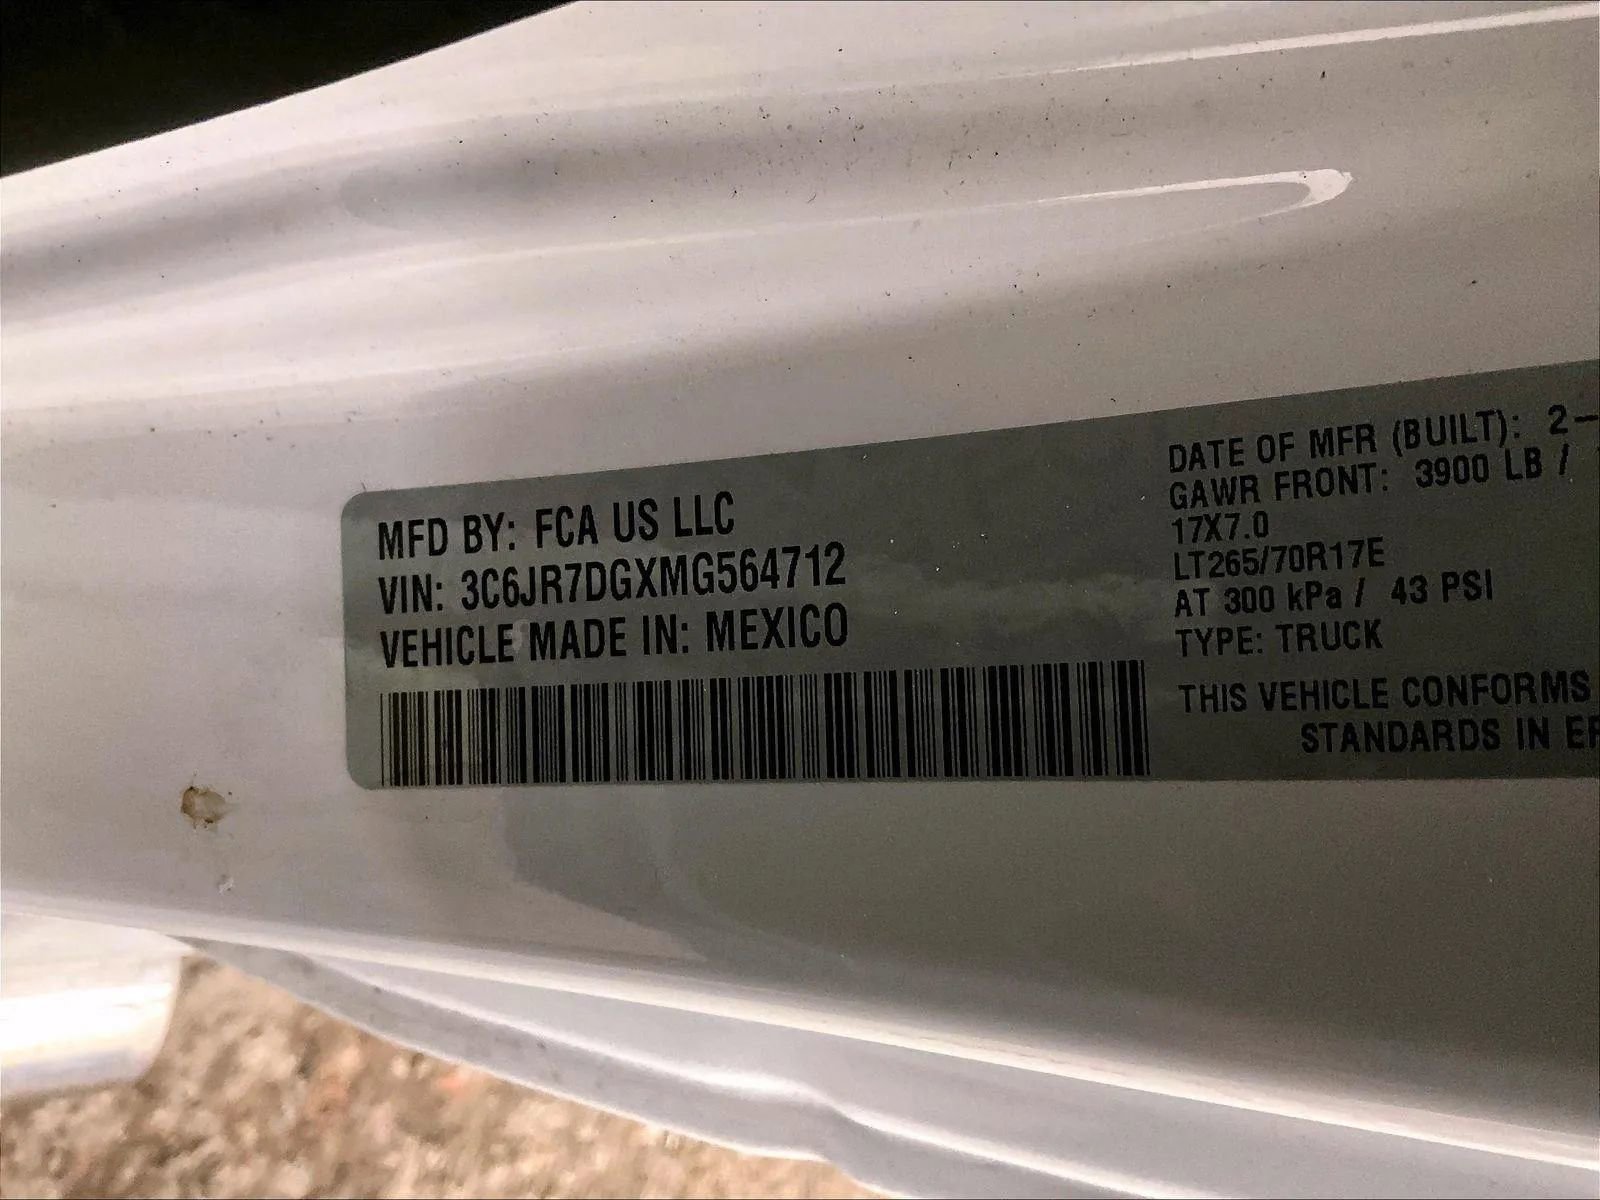 MFD BY: FCA US LLC
VIN: 3C6JR7DGXMG564712
VEHICLE MADE IN: MEXICO
DATE OF MFR (BUILT): 2-
GAWR FRONT: 3900 LB /
17X7.0
LT265/70R17E
AT 300 kPa / 43 PSI
TYPE: TRUCK
THIS VEHICLE CONFORMS
STANDARDS IN